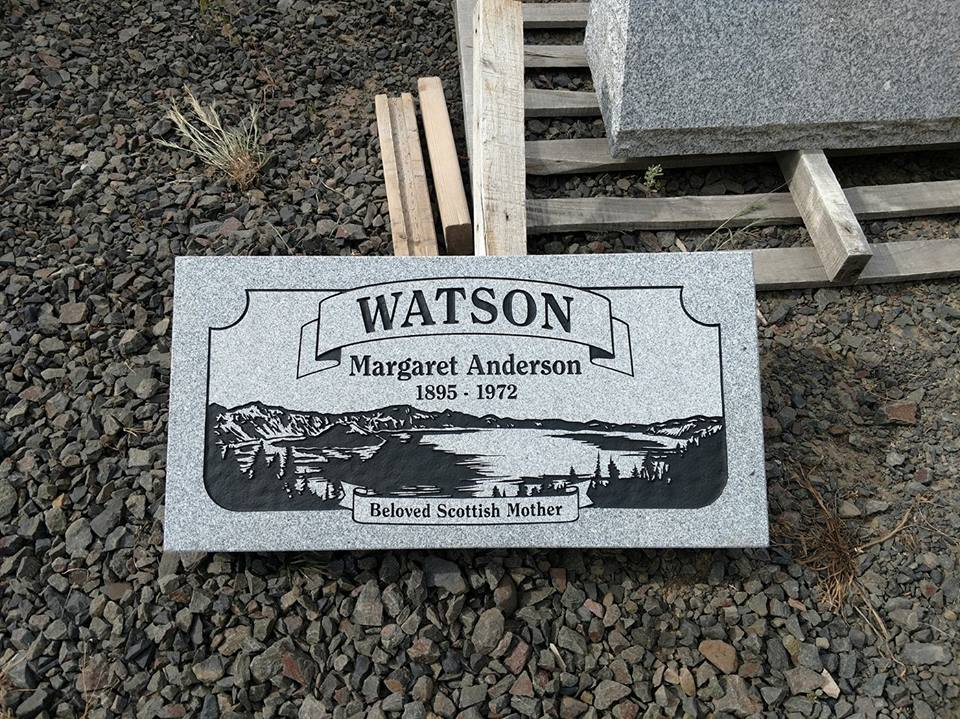 WATSON
Margaret Anderson
1895 - 1972
Beloved Scottish Mother